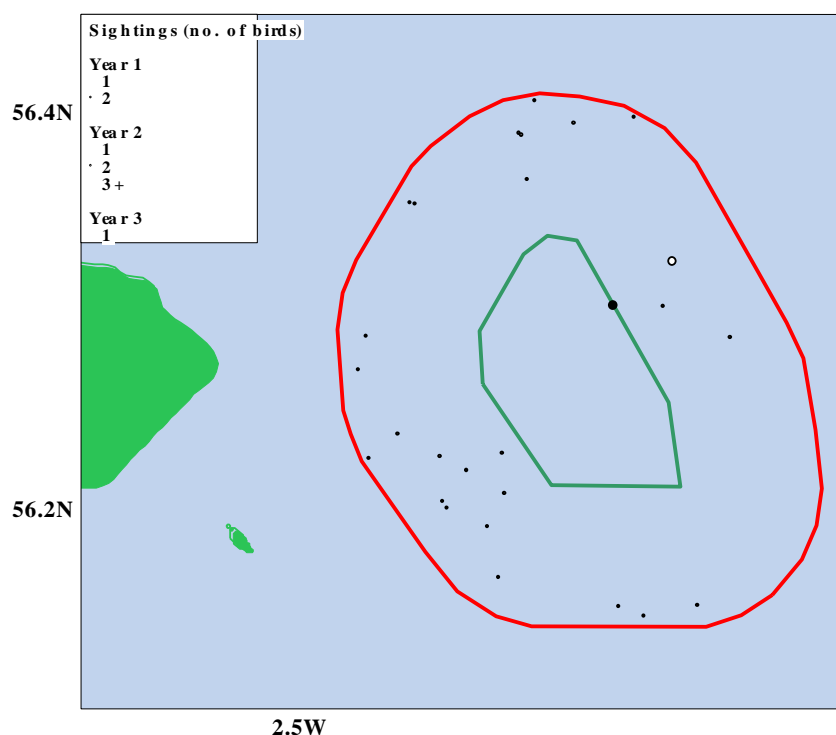 Sightings (no. of birds)
Year 1
1
2
Year 2
1
2
3+
Year 3
1
56.4N
56.2N
2.5W